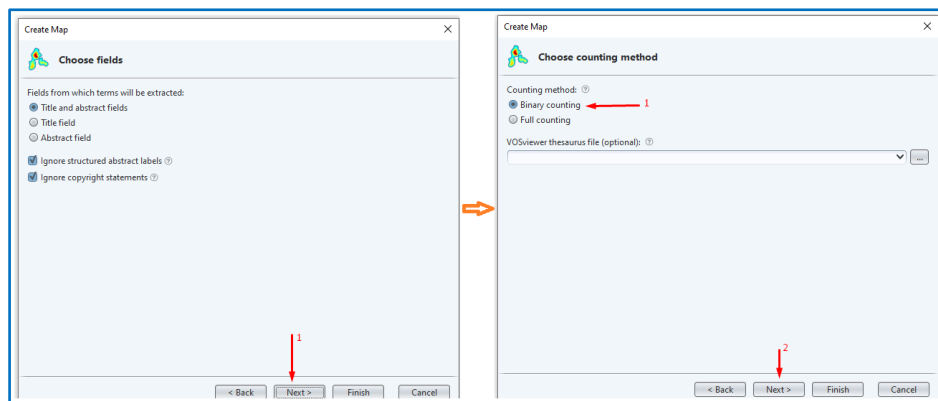 Create Map
Choose fields
Fields from which terms will be extracted:
Title and abstract fields
Title field
Abstract field
Ignore structured abstract labels
Ignore copyright statements
1
< Back Next > Finish Cancel
Create Map
Choose counting method
Counting method:
Binary counting 1
Full counting
VOSviewer thesaurus file (optional):
...
2
< Back Next > Finish Cancel